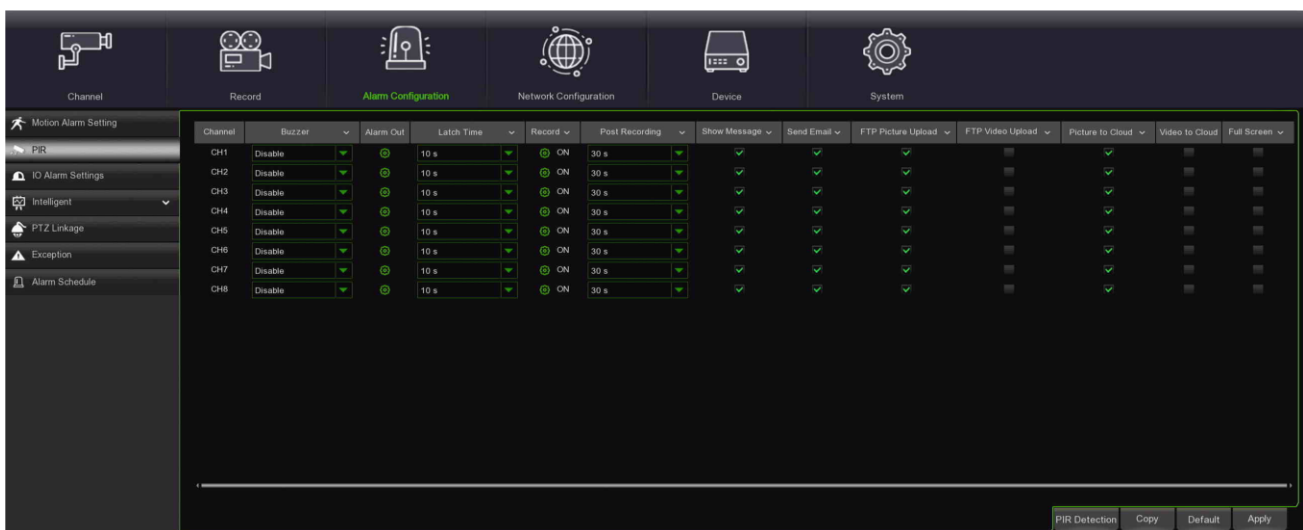 Channel Record Alarm Configuration Network Configuration Device System
Motion Alarm Setting
PIR
IO Alarm Settings
Intelligent
PTZ Linkage
Exception
Alarm Schedule
Channel Buzzer Alarm Out Latch Time Record Post Recording Show Message Send Email FTP Picture Upload FTP Video Upload Picture to Cloud Video to Cloud Full Screen
CH1 Disable 10 s ON 30 s
CH2 Disable 10 s ON 30 s
CH3 Disable 10 s ON 30 s
CH4 Disable 10 s ON 30 s
CH5 Disable 10 s ON 30 s
CH6 Disable 10 s ON 30 s
CH7 Disable 10 s ON 30 s
CH8 Disable 10 s ON 30 s
PIR Detection Copy Default Apply